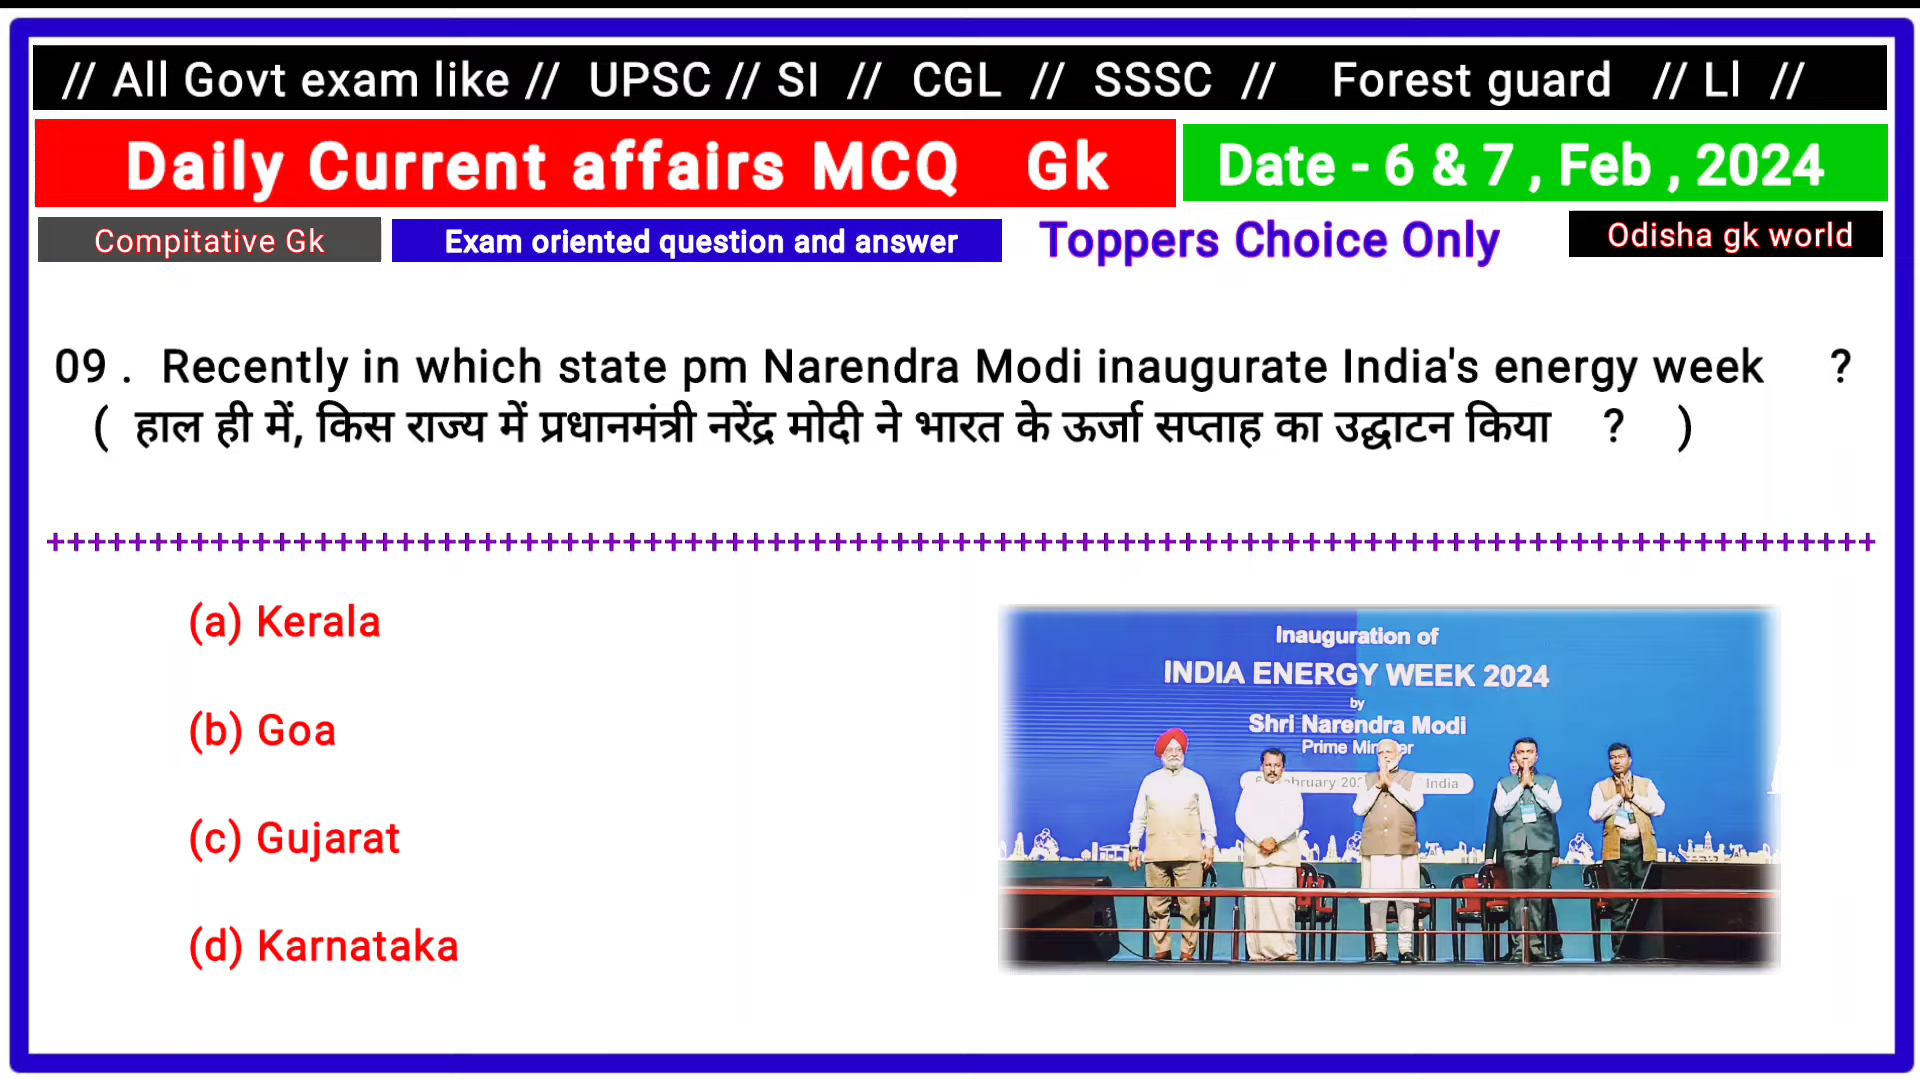 // All Govt exam like // UPSC // SI // CGL // SSSC // Forest guard // Ll //
Daily Current affairs MCQ Gk
Date - 6 & 7 , Feb , 2024
Compitative Gk
Exam oriented question and answer
Toppers Choice Only
Odisha gk world
09 . Recently in which state pm Narendra Modi inaugurate India's energy week ?
( हाल ही में, किस राज्य में प्रधानमंत्री नरेंद्र मोदी ने भारत के ऊर्जा सप्ताह का उद्घाटन किया ? )
+++++++++++++++++++++++++++++++++++++++++++++++++++++++++++++++++++++++++++++++++++++++++
(a) Kerala
(b) Goa
(c) Gujarat
(d) Karnataka
Inauguration of
INDIA ENERGY WEEK 2024
by
Shri Narendra Modi
Prime
India